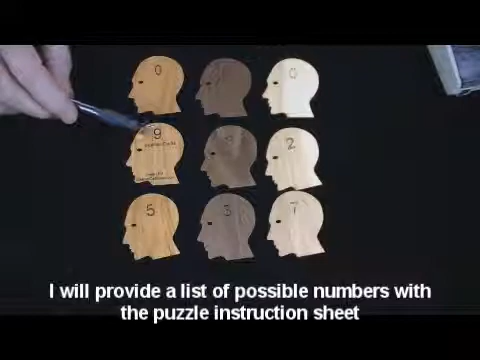 0 0
9 2
5 3 7
I will provide a list of possible numbers with
the puzzle instruction sheet